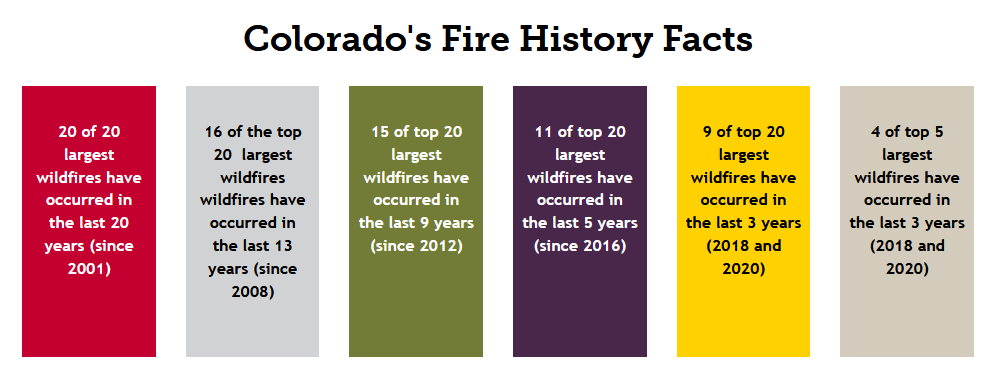 Colorado's Fire History Facts
20 of 20
largest
wildfires have
occurred in
the last 20
years (since
2001)
16 of the top
20 largest
wildfires
wildfires have
occurred in
the last 13
years (since
2008)
15 of top 20
largest
wildfires have
occurred in
the last 9 years
(since 2012)
11 of top 20
largest
wildfires have
occurred in
the last 5 years
(since 2016)
9 of top 20
largest
wildfires have
occurred in
the last 3 years
(2018 and
2020)
4 of top 5
largest
wildfires have
occurred in
the last 3 years
(2018 and
2020)